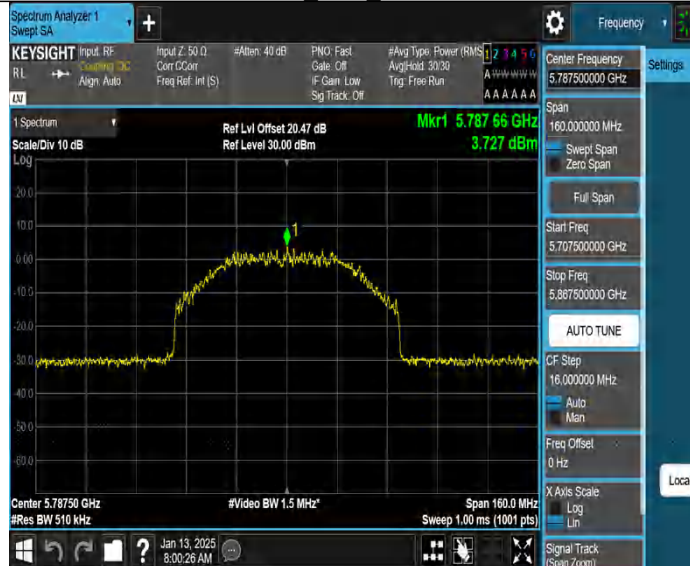 Spectrum Analyzer 1
Swept SA
+
Frequency
KEYSIGHT
RL
Input: RF
Coupling: DC
Align: Auto
Input Z: 50 Ω
Corr CCorr
Freq Ref: Int (S)
#Atten: 40 dB
PNO: Fast
Gate: Off
IF Gain: Low
Sig Track: Off
#Avg Type: Power (RMS
Avg|Hold: 30/30
Trig: Free Run
1 2 3 4 5 6
A W W W W W
A A A A A A
LXI
1 Spectrum
Scale/Div 10 dB
Ref Lvl Offset 20.47 dB
Ref Level 30.00 dBm
Mkr1 5.787 66 GHz
3.727 dBm
Log
20.0
10.0
0.00
-10.0
-20.0
-30.0
-40.0
-50.0
-60.0
1
Center 5.78750 GHz
#Res BW 510 kHz
#Video BW 1.5 MHz*
Span 160.0 MHz
Sweep 1.00 ms (1001 pts)
Center Frequency
5.787500000 GHz
Settings
Span
160.000000 MHz
Swept Span
Zero Span
Full Span
Start Freq
5.707500000 GHz
Stop Freq
5.867500000 GHz
AUTO TUNE
CF Step
16.000000 MHz
Auto
Man
Freq Offset
0 Hz
X Axis Scale
Log
Lin
Loca
Signal Track
(Span Zoom)
?
Jan 13, 2025
8:00:26 AM